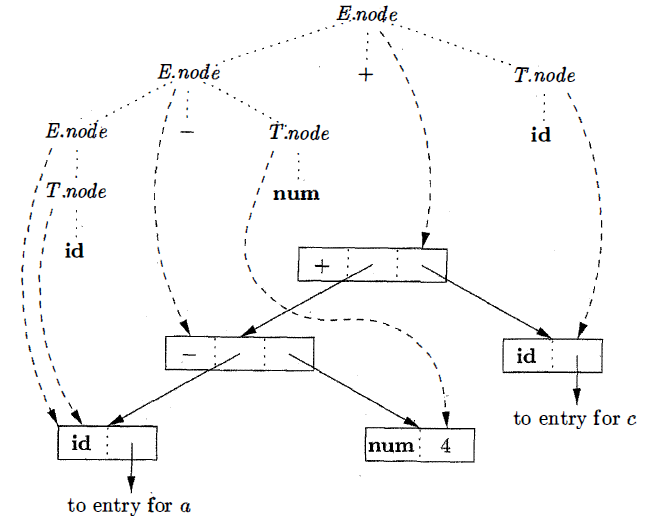 E.node
E.node + T.node
E.node − T.node id
T.node num
id
+
− id
to entry for c
id num 4
to entry for a